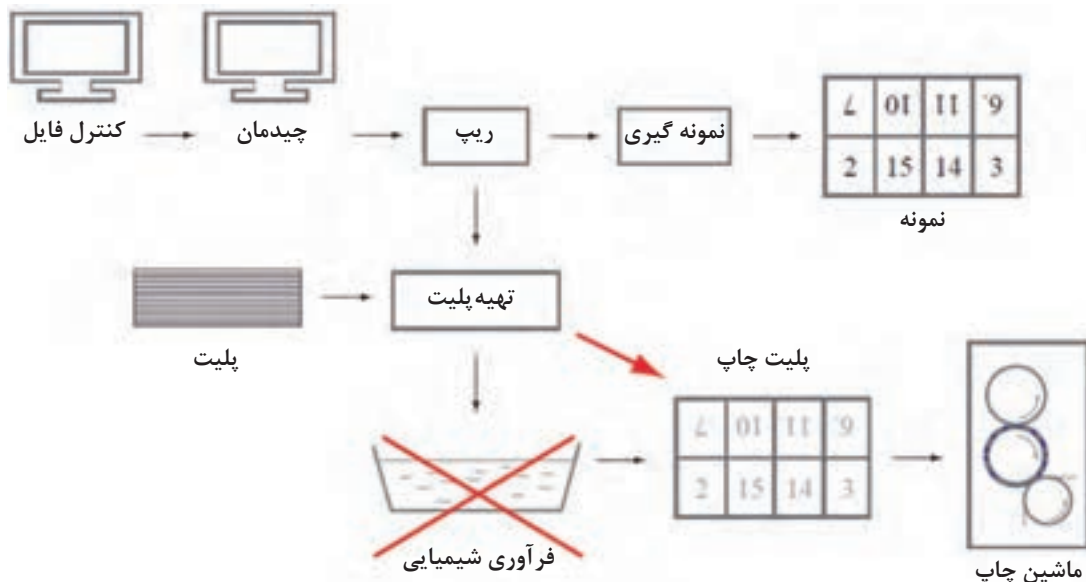 کنترل فایل
چیدمان
ریپ
نمونه گیری
7 10 11 6.
2 15 14 3
نمونه
پلیت
تهیه پلیت
پلیت چاپ
7 10 11 6.
2 15 14 3
فرآوری شیمیایی
ماشین چاپ